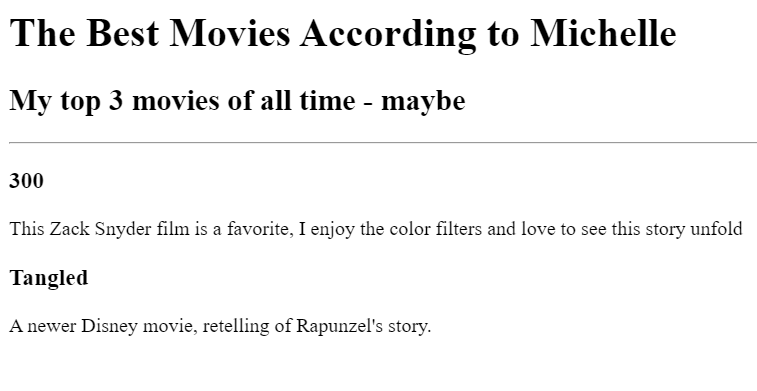 The Best Movies According to Michelle
My top 3 movies of all time - maybe
300
This Zack Snyder film is a favorite, I enjoy the color filters and love to see this story unfold
Tangled
A newer Disney movie, retelling of Rapunzel's story.